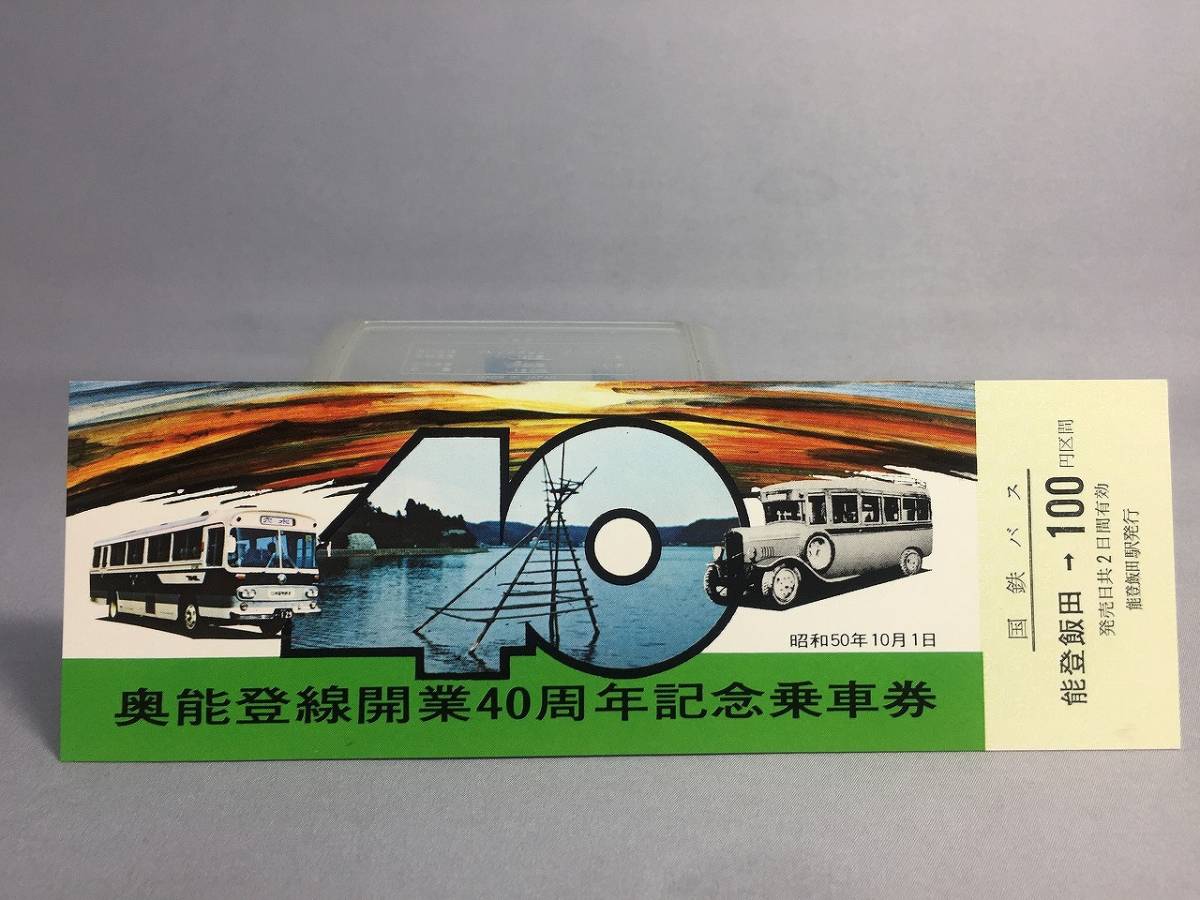 昭和50年10月1日
奥能登線開業40周年記念乗車券
40
国鉄バス
能登飯田→100円区間
発売日共2日間有効
能登飯田駅発行